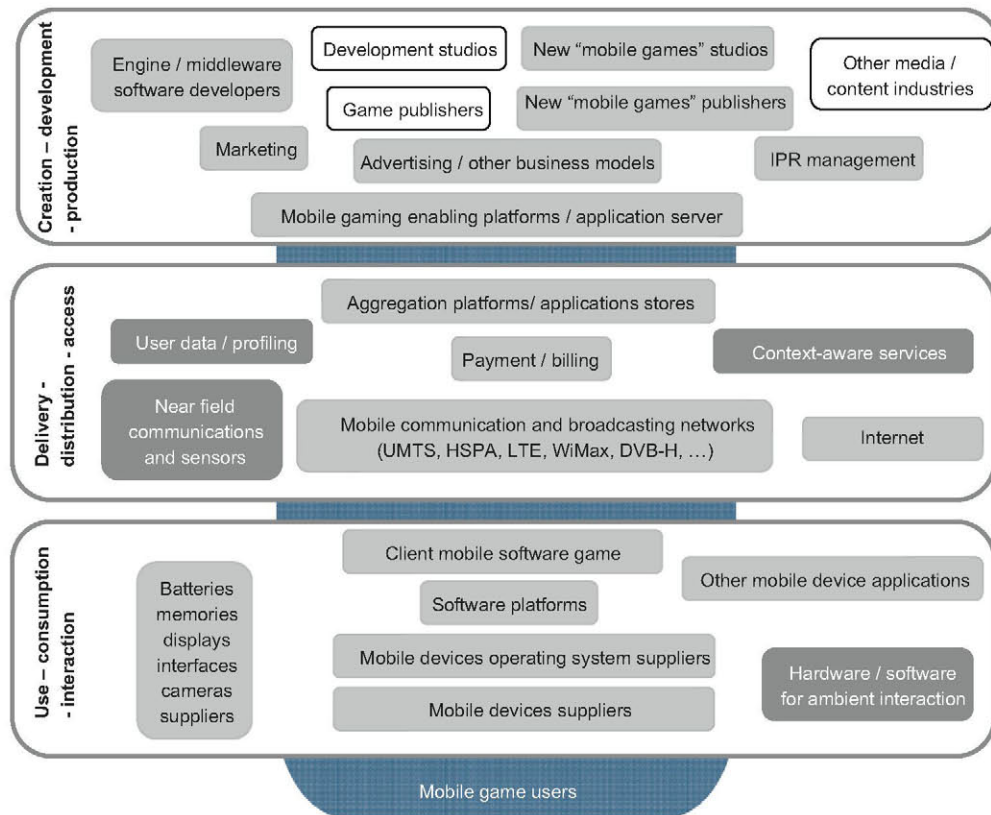 Creation – development
- production
Engine / middleware
software developers
Development studios
New “mobile games” studios
Other media /
content industries
Game publishers
New “mobile games” publishers
Marketing
Advertising / other business models
IPR management
Mobile gaming enabling platforms / application server
Delivery -
distribution - access
Aggregation platforms/ applications stores
User data / profiling
Payment / billing
Context-aware services
Near field
communications
and sensors
Mobile communication and broadcasting networks
(UMTS, HSPA, LTE, WiMax, DVB-H, …)
Internet
Use – consumption
- interaction
Client mobile software game
Other mobile device applications
Batteries
memories
displays
interfaces
cameras
suppliers
Software platforms
Mobile devices operating system suppliers
Hardware / software
for ambient interaction
Mobile devices suppliers
Mobile game users